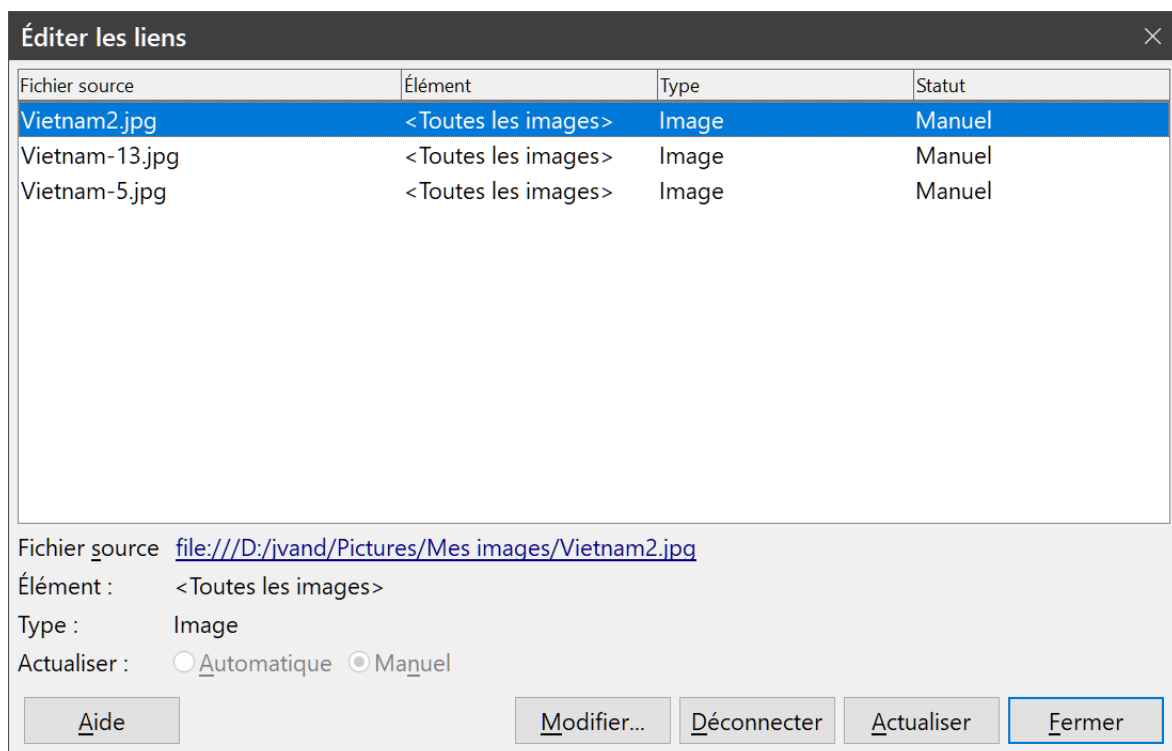 Éditer les liens
Fichier source Élément Type Statut
Vietnam2.jpg <Toutes les images> Image Manuel
Vietnam-13.jpg <Toutes les images> Image Manuel
Vietnam-5.jpg <Toutes les images> Image Manuel
Fichier source file:///D:/jvand/Pictures/Mes images/Vietnam2.jpg
Élément : <Toutes les images>
Type : Image
Actualiser : Automatique Manuel
Aide Modifier... Déconnecter Actualiser Fermer